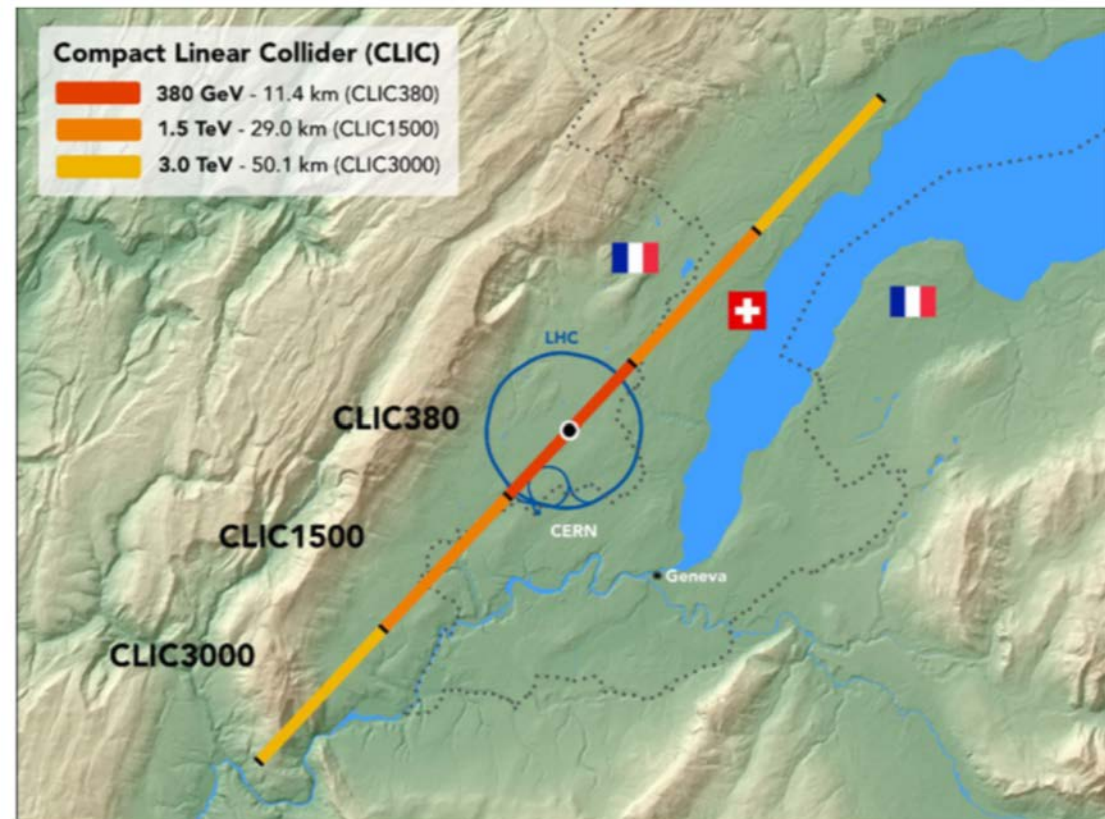 Compact Linear Collider (CLIC)
380 GeV - 11.4 km (CLIC380)
1.5 TeV - 29.0 km (CLIC1500)
3.0 TeV - 50.1 km (CLIC3000)
LHC
CLIC380
CLIC1500
CERN
Geneva
CLIC3000